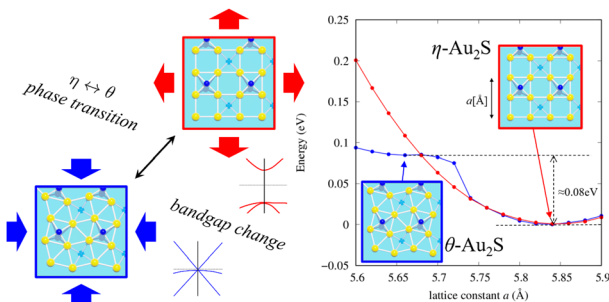 η ↔ θ
phase transition
bandgap change
Energy (eV)
0.25
0.2
0.15
0.1
0.05
0
−0.05
η-Au₂S
a[Å]
≈0.08eV
θ-Au₂S
5.6 5.65 5.7 5.75 5.8 5.85 5.9
lattice constant a (Å)